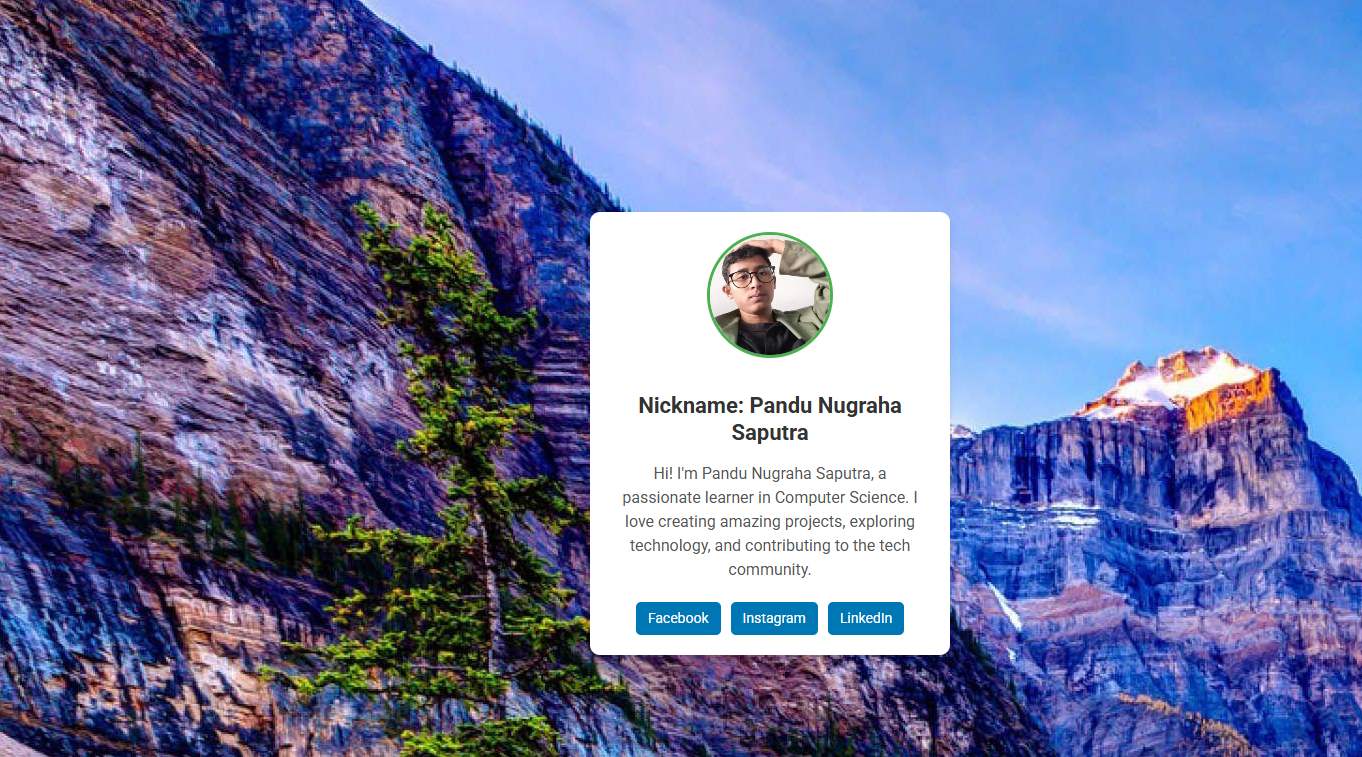 Nickname: Pandu Nugraha
Saputra
Hi! I'm Pandu Nugraha Saputra, a
passionate learner in Computer Science. I
love creating amazing projects, exploring
technology, and contributing to the tech
community.
Facebook Instagram LinkedIn